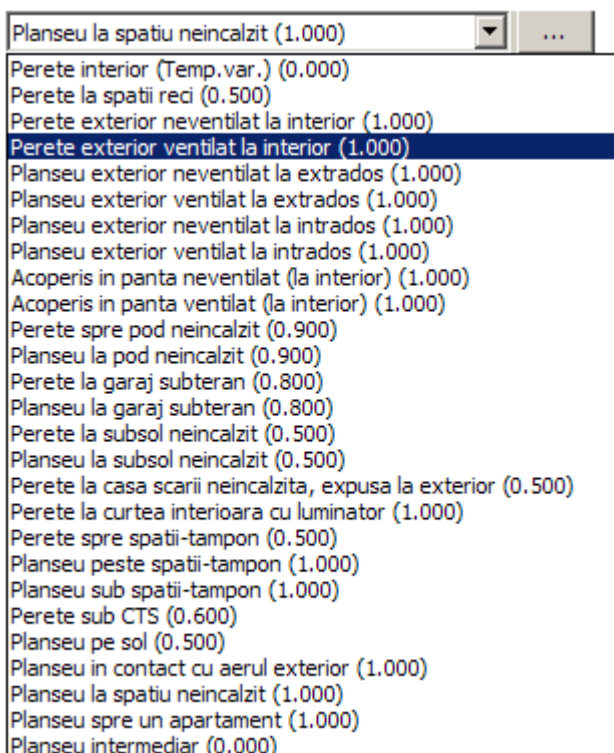 Planseu la spatiu neincalzit (1.000)
...
Perete interior (Temp.var.) (0.000)
Perete la spatii reci (0.500)
Perete exterior neventilat la interior (1.000)
Perete exterior ventilat la interior (1.000)
Planseu exterior neventilat la extrados (1.000)
Planseu exterior ventilat la extrados (1.000)
Planseu exterior neventilat la intrados (1.000)
Planseu exterior ventilat la intrados (1.000)
Acoperis in panta neventilat (la interior) (1.000)
Acoperis in panta ventilat (la interior) (1.000)
Perete spre pod neincalzit (0.900)
Planseu la pod neincalzit (0.900)
Perete la garaj subteran (0.800)
Planseu la garaj subteran (0.800)
Perete la subsol neincalzit (0.500)
Planseu la subsol neincalzit (0.500)
Perete la casa scarii neincalzita, expusa la exterior (0.500)
Perete la curtea interioara cu luminator (1.000)
Perete spre spatii-tampon (0.500)
Planseu peste spatii-tampon (1.000)
Planseu sub spatii-tampon (1.000)
Perete sub CTS (0.600)
Planseu pe sol (0.500)
Planseu in contact cu aerul exterior (1.000)
Planseu la spatiu neincalzit (1.000)
Planseu spre un apartament (1.000)
Planseu intermediar (0.000)